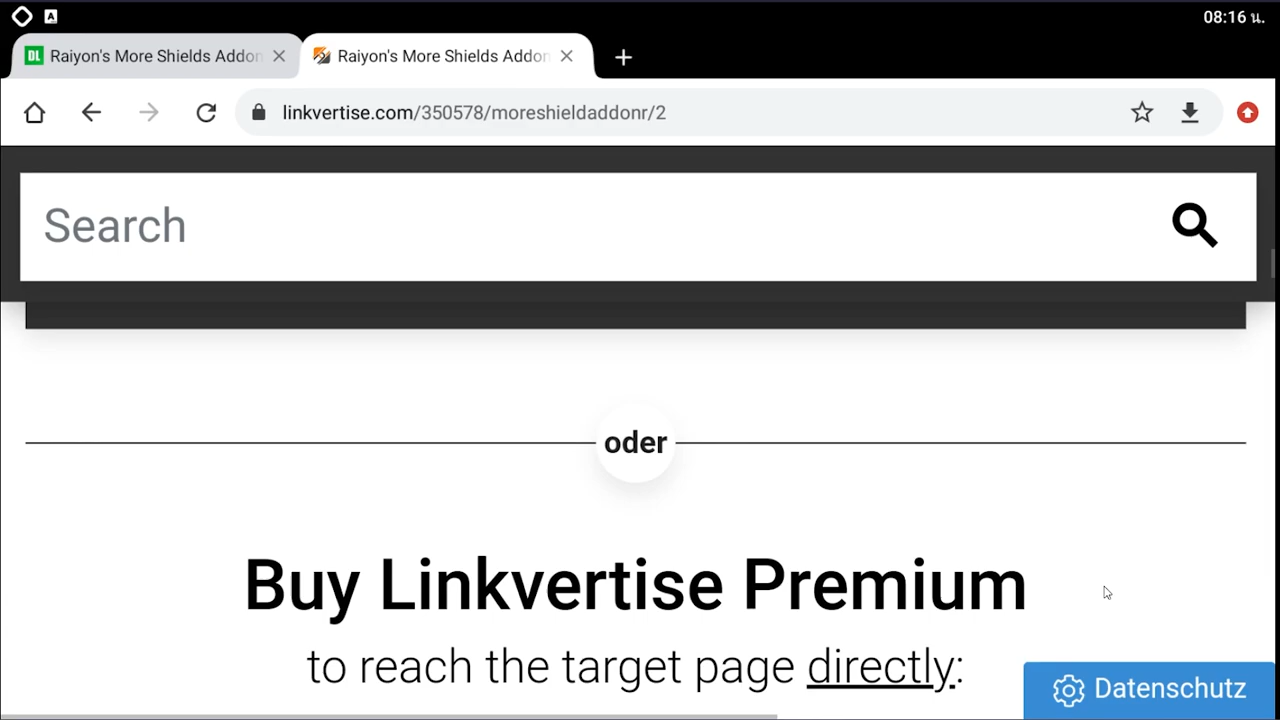 A
08:16 น.
DL Raiyon's More Shields Addon
Raiyon's More Shields Addon
linkvertise.com/350578/moreshieldaddonr/2
Search
oder
Buy Linkvertise Premium
to reach the target page directly:
Datenschutz